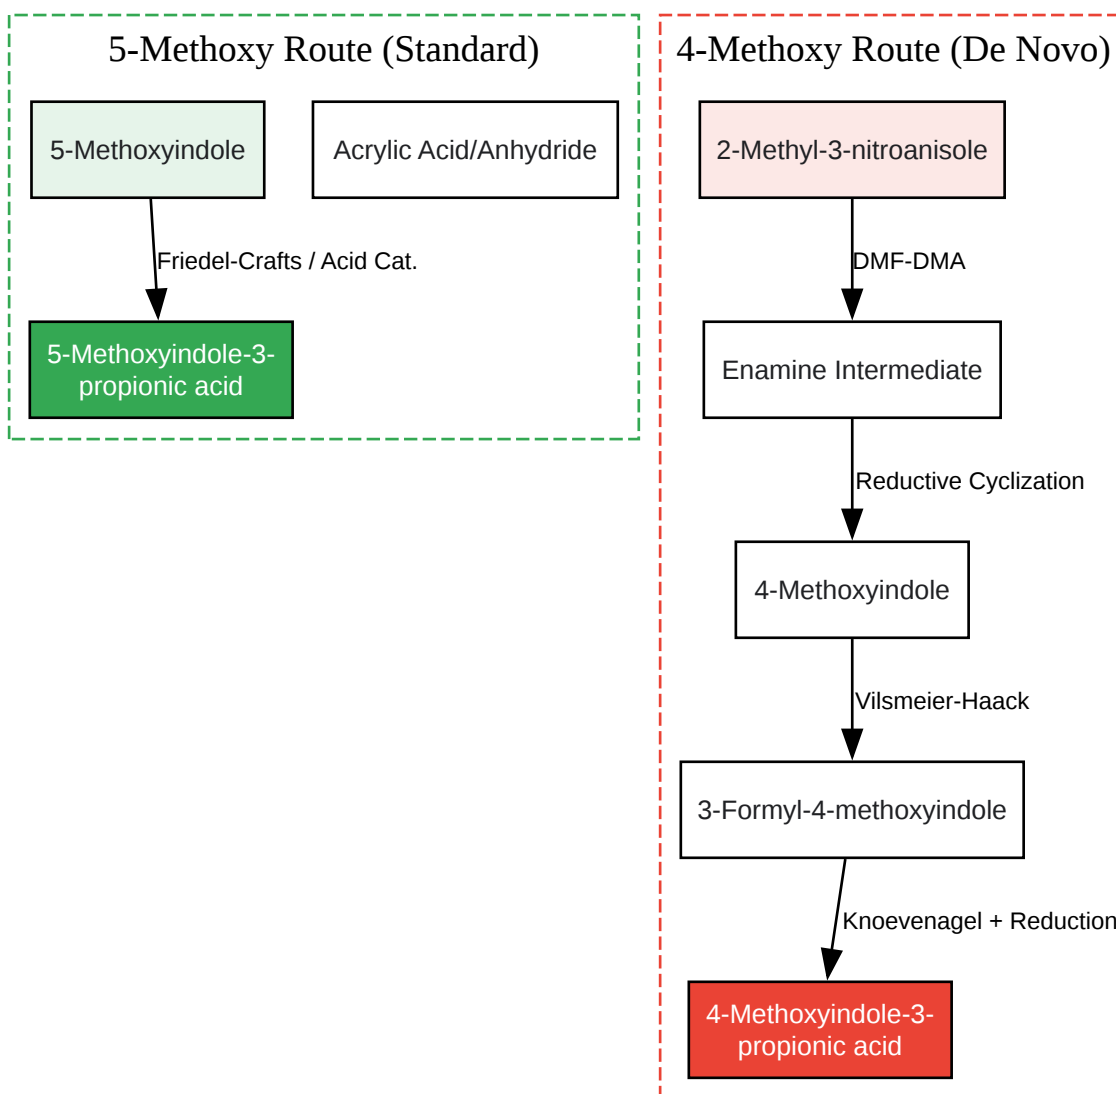 5-Methoxy Route (Standard)
5-Methoxyindole
Acrylic Acid/Anhydride
Friedel-Crafts / Acid Cat.
5-Methoxyindole-3-
propionic acid
4-Methoxy Route (De Novo)
2-Methyl-3-nitroanisole
DMF-DMA
Enamine Intermediate
Reductive Cyclization
4-Methoxyindole
Vilsmeier-Haack
3-Formyl-4-methoxyindole
Knoevenagel + Reduction
4-Methoxyindole-3-
propionic acid